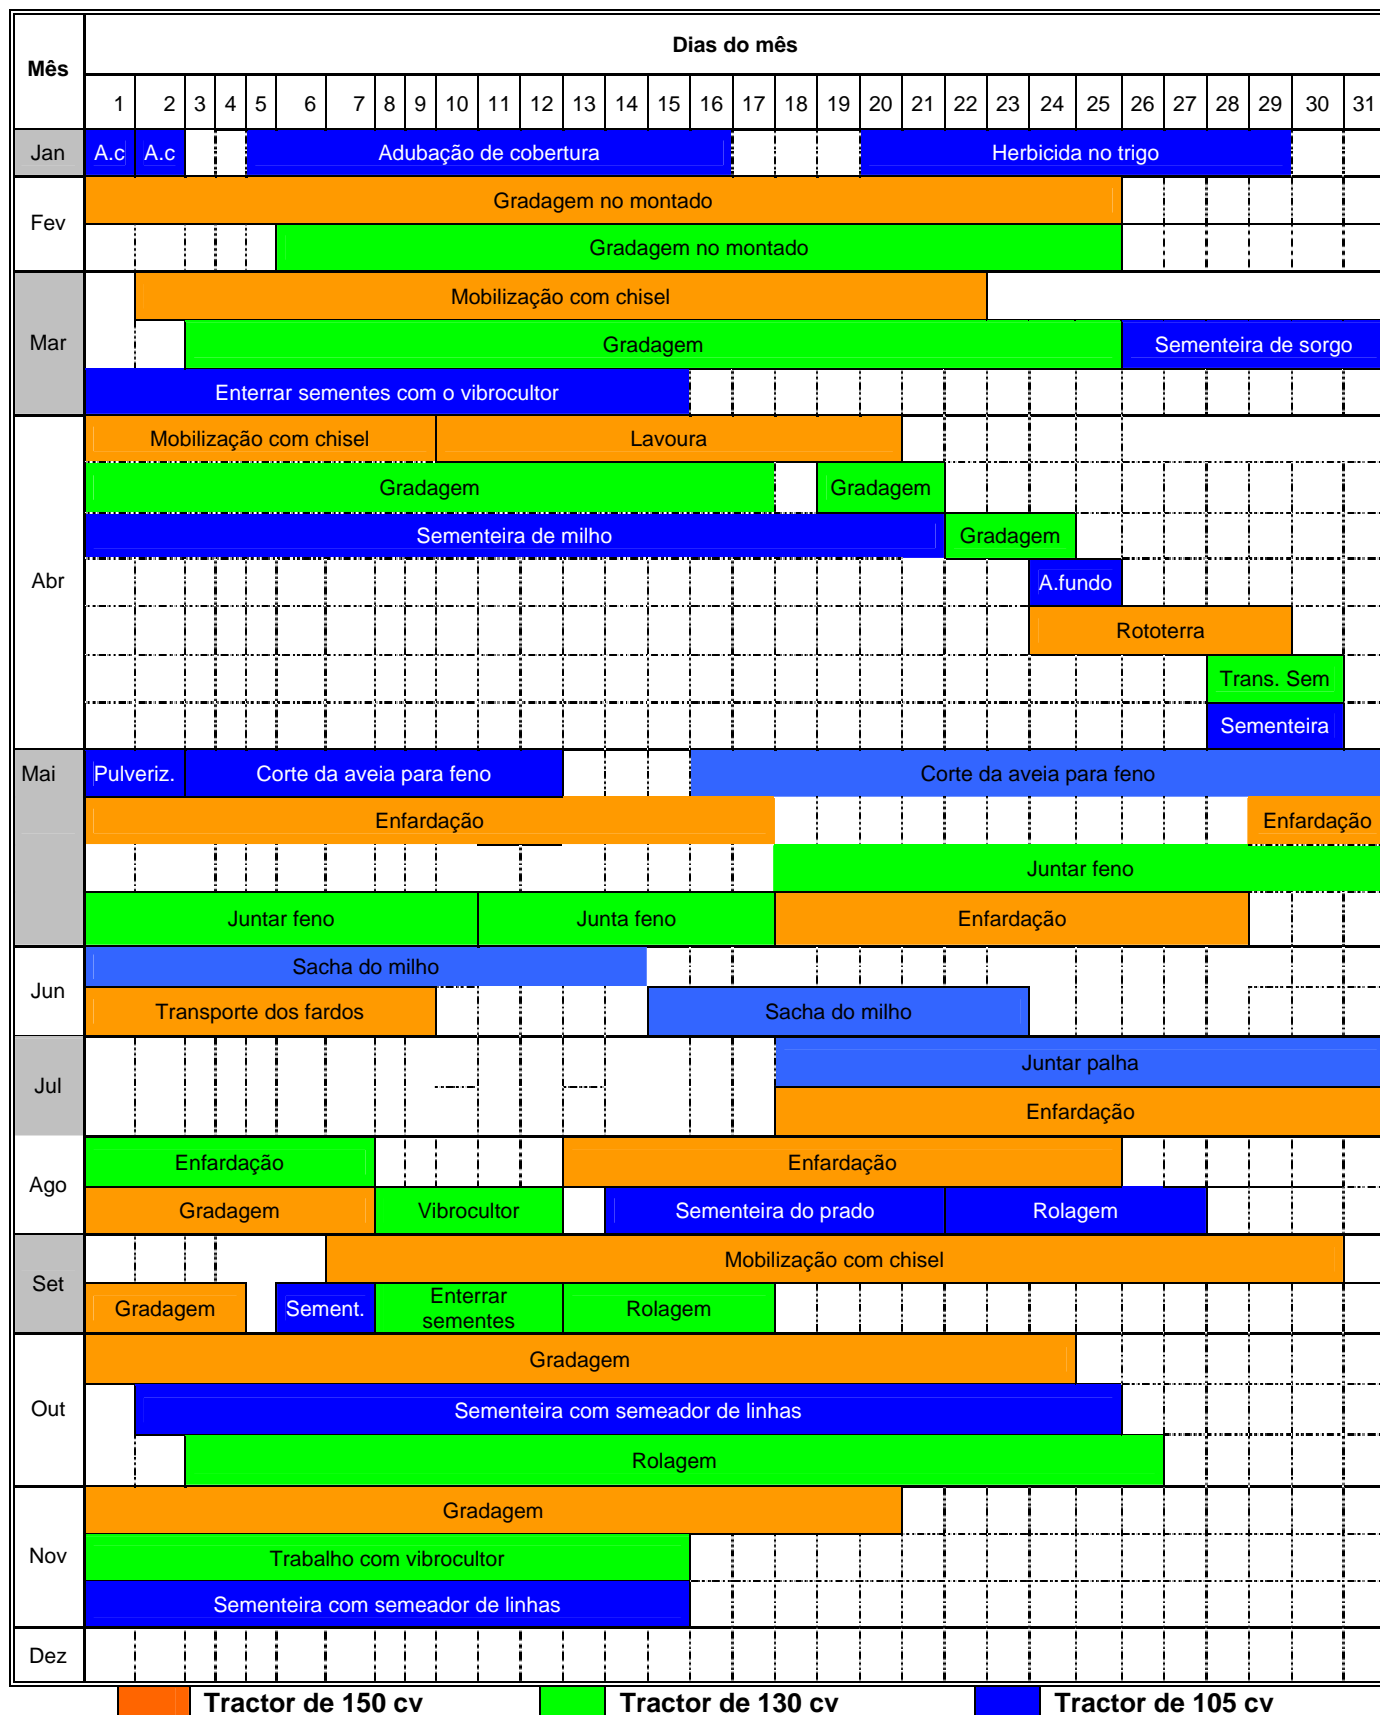 Mês
Dias do mês
1 2 3 4 5 6 7 8 9 10 11 12 13 14 15 16 17 18 19 20 21 22 23 24 25 26 27 28 29 30 31
Jan A.c A.c Adubação de cobertura Herbicida no trigo
Fev
Gradagem no montado
Gradagem no montado
Mar
Mobilização com chisel
Gradagem Sementeira de sorgo
Enterrar sementes com o vibrocultor
Abr
Mobilização com chisel Lavoura
Gradagem Gradagem
Sementeira de milho Gradagem
A.fundo
Rototerra
Trans. Sem
Sementeira
Mai Pulveriz. Corte da aveia para feno Corte da aveia para feno
Enfardação Enfardação
Juntar feno
Juntar feno Junta feno Enfardação
Jun
Sacha do milho
Transporte dos fardos Sacha do milho
Jul
Juntar palha
Enfardação
Ago
Enfardação Enfardação
Gradagem Vibrocultor Sementeira do prado Rolagem
Set
Mobilização com chisel
Gradagem Sement. Enterrar
sementes Rolagem
Out
Gradagem
Sementeira com semeador de linhas
Rolagem
Nov
Gradagem
Trabalho com vibrocultor
Sementeira com semeador de linhas
Dez
Tractor de 150 cv Tractor de 130 cv Tractor de 105 cv